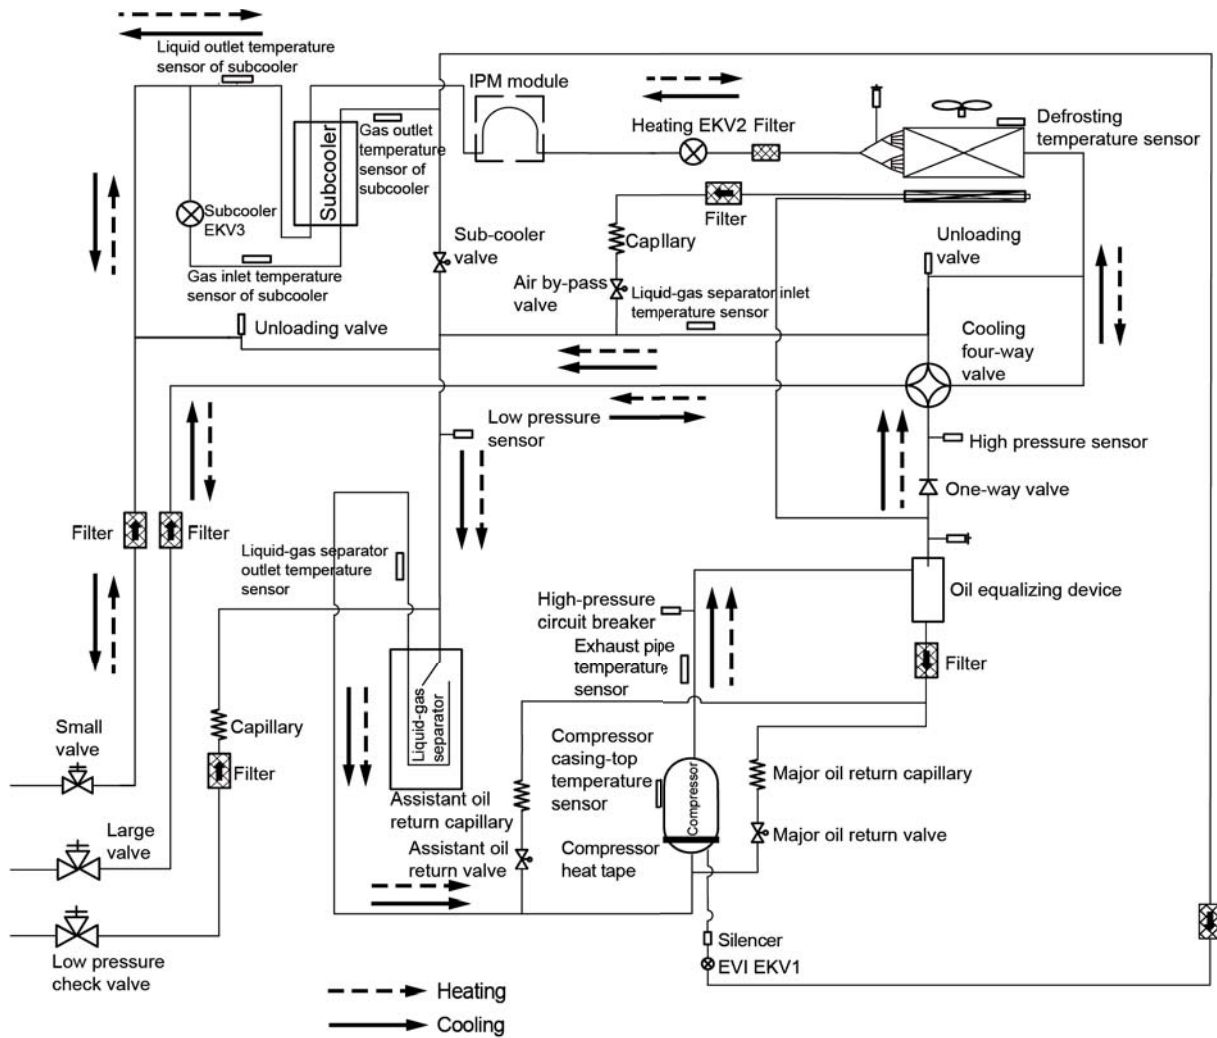 Liquid outlet temperature
sensor of subcooler
IPM module
Subcooler
Gas outlet
temperature
sensor of
subcooler
Heating EKV2 Filter
Defrosting
temperature sensor
Subcooler
EKV3
Gas inlet temperature
sensor of subcooler
Sub-cooler
valve
Filter
Capllary
Air by-pass
valve
Liquid-gas separator inlet
temperature sensor
Unloading
valve
Unloading valve
Cooling
four-way
valve
Low pressure
sensor
High pressure sensor
One-way valve
Filter
Filter
Liquid-gas separator
outlet temperature
sensor
High-pressure
circuit breaker
Oil equalizing device
Exhaust pipe
temperature
sensor
Filter
Liquid-gas
separator
Small
valve
Capillary
Filter
Compressor
casing-top
temperature
sensor
Compressor
Major oil return capillary
Assistant oil
return capillary
Major oil return valve
Large
valve
Assistant oil
return valve
Compressor
heat tape
Low pressure
check valve
Silencer
EVI EKV1
Heating
Cooling